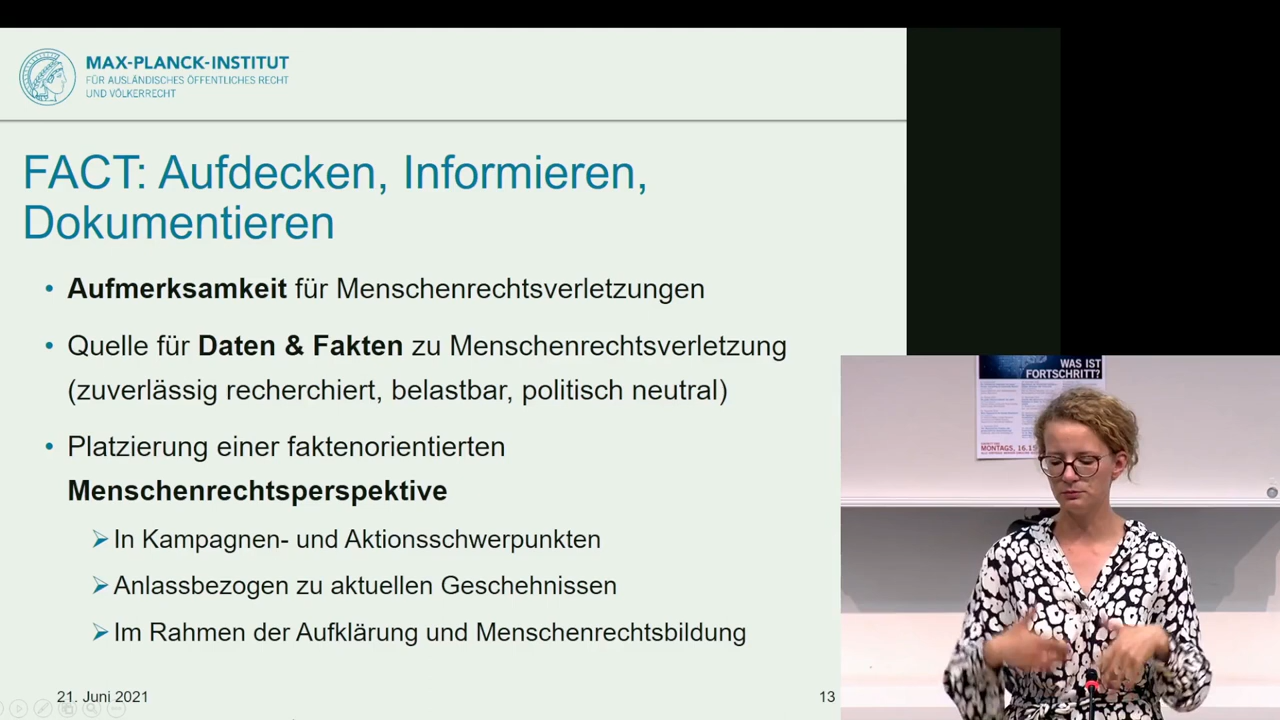 MAX-PLANCK-INSTITUT
FÜR AUSLÄNDISCHES ÖFFENTLICHES RECHT
UND VÖLKERRECHT
FACT: Aufdecken, Informieren,
Dokumentieren
• Aufmerksamkeit für Menschenrechtsverletzungen
• Quelle für Daten & Fakten zu Menschenrechtsverletzung
(zuverlässig recherchiert, belastbar, politisch neutral)
• Platzierung einer faktenorientierten
Menschenrechtsperspektive
In Kampagnen- und Aktionsschwerpunkten
Anlassbezogen zu aktuellen Geschehnissen
Im Rahmen der Aufklärung und Menschenrechtsbildung
21. Juni 2021
13
WAS IST
FORTSCHRITT?
MONTAGS,